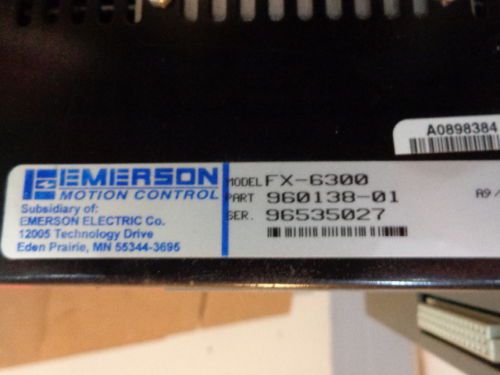 A0898384
EMERSON
MOTION CONTROL
Subsidiary of:
EMERSON ELECTRIC Co.
12005 Technology Drive
Eden Prairie, MN 55344-3695
MODEL FX-6300
PART 960138-01
SER. 96535027
A9/